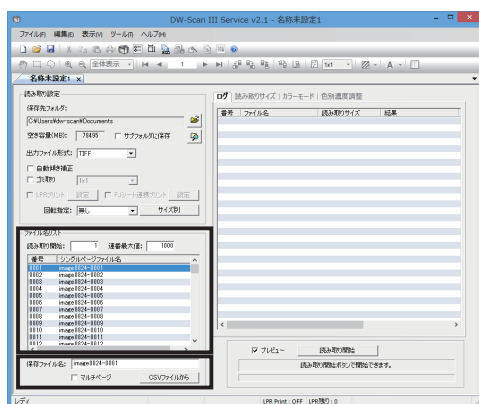 DW-Scan III Service v2.1 - 名称未設定1
ファイル(F) 編集(E) 表示(V) ツール(T) ヘルプ(H)
全体表示 1 1x1 A
名称未設定1 x
読み取り設定
保存先フォルダ:
C:¥Users¥dw-scan¥Documents
空き容量(MB): 78495 サブフォルダに保存
出力ファイル形式: TIFF
自動傾き補正
ゴミ取り 1x1
LPRプリント 設定 設定
回転指定: 無し サイズ別
ファイル名リスト
読み取り開始: 1 連番最大値: 1000
番号 シングルページファイル名
0001 image0824-0001
0002 image0824-0002
0003 image0824-0003
0004 image0824-0004
0005 image0824-0005
0006 image0824-0006
0007 image0824-0007
0008 image0824-0008
0009 image0824-0009
0010 image0824-0010
0011 image0824-0011
0012 image0824-0012
保存ファイル名: image0824-0001
マルチページ CSVファイルから
ログ 読み取りサイズ カラーモード 色別濃度調整
番号 ファイル名 読み取りサイズ 結果
プレビュー 読み取り開始
読み取り開始ボタンで開始できます。
レディ LPR Print : OFF LPR残り : 0